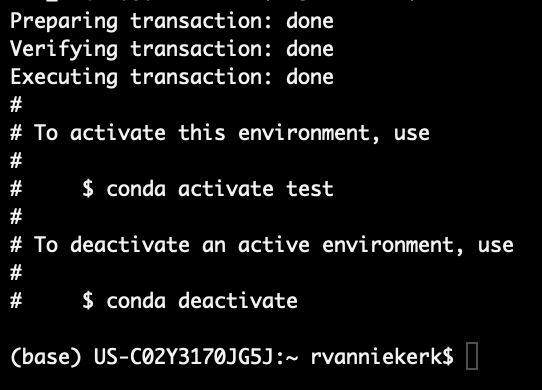 Preparing transaction: done
Verifying transaction: done
Executing transaction: done
#
# To activate this environment, use
#
#     $ conda activate test
#
# To deactivate an active environment, use
#
#     $ conda deactivate
(base) US-C02Y3170JG5J:~ rvanniekerk$